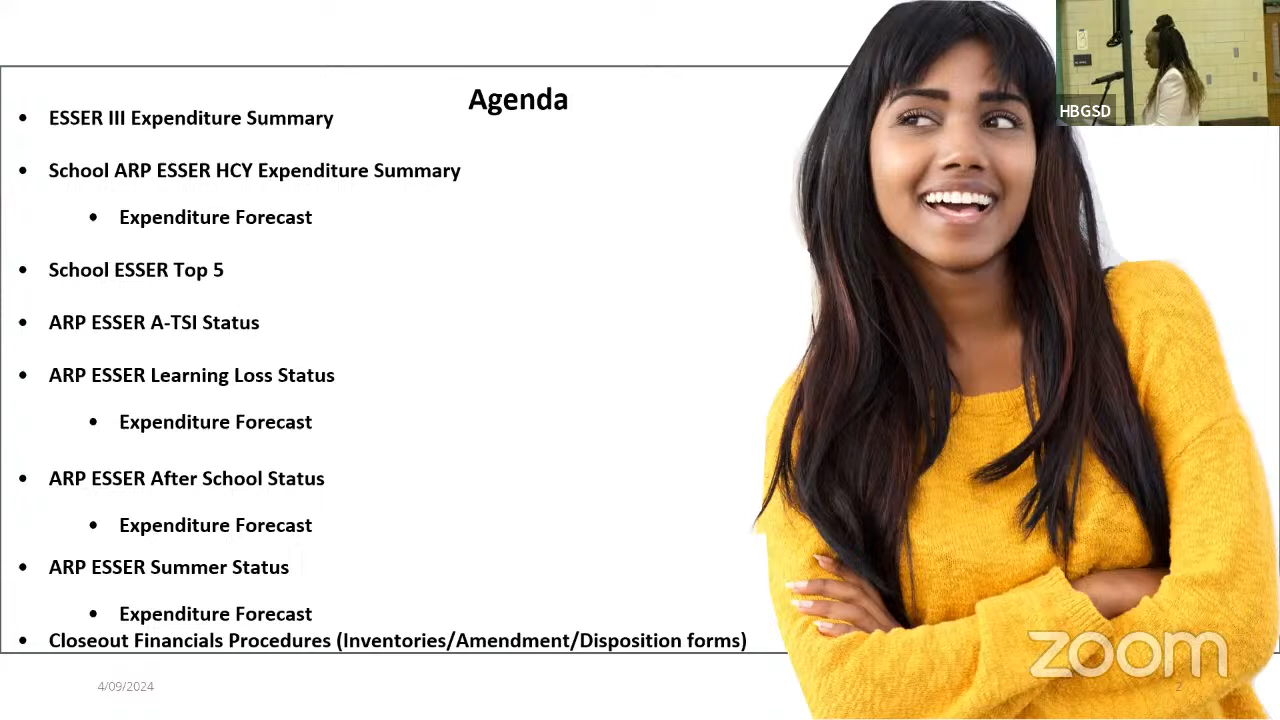 Agenda
• ESSER III Expenditure Summary
• School ARP ESSER HCY Expenditure Summary
• Expenditure Forecast
• School ESSER Top 5
• ARP ESSER A-TSI Status
• ARP ESSER Learning Loss Status
• Expenditure Forecast
• ARP ESSER After School Status
• Expenditure Forecast
• ARP ESSER Summer Status
• Expenditure Forecast
• Closeout Financials Procedures (Inventories/Amendment/Disposition forms)
4/09/2024
2
HBGSD
zoom